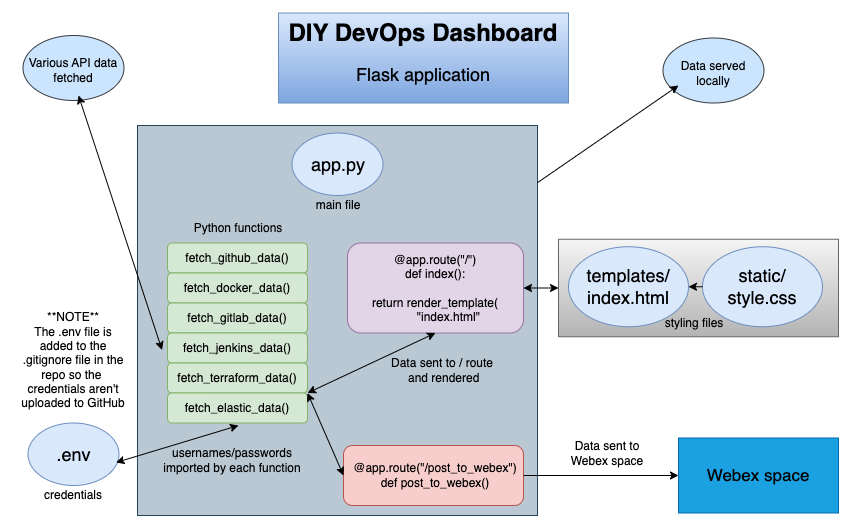 DIY DevOps Dashboard
Flask application
Various API data
fetched
Data served
locally
app.py
main file
Python functions
fetch_github_data()
fetch_docker_data()
fetch_gitlab_data()
fetch_jenkins_data()
fetch_terraform_data()
fetch_elastic_data()
@app.route("/")
def index():
return render_template(
"index.html"
templates/
index.html
static/
style.css
styling files
**NOTE**
The .env file is
added to the
.gitignore file in the
repo so the
credentials aren't
uploaded to GitHub
Data sent to / route
and rendered
.env
credentials
usernames/passwords
imported by each function
@app.route("/post_to_webex")
def post_to_webex()
Data sent to
Webex space
Webex space